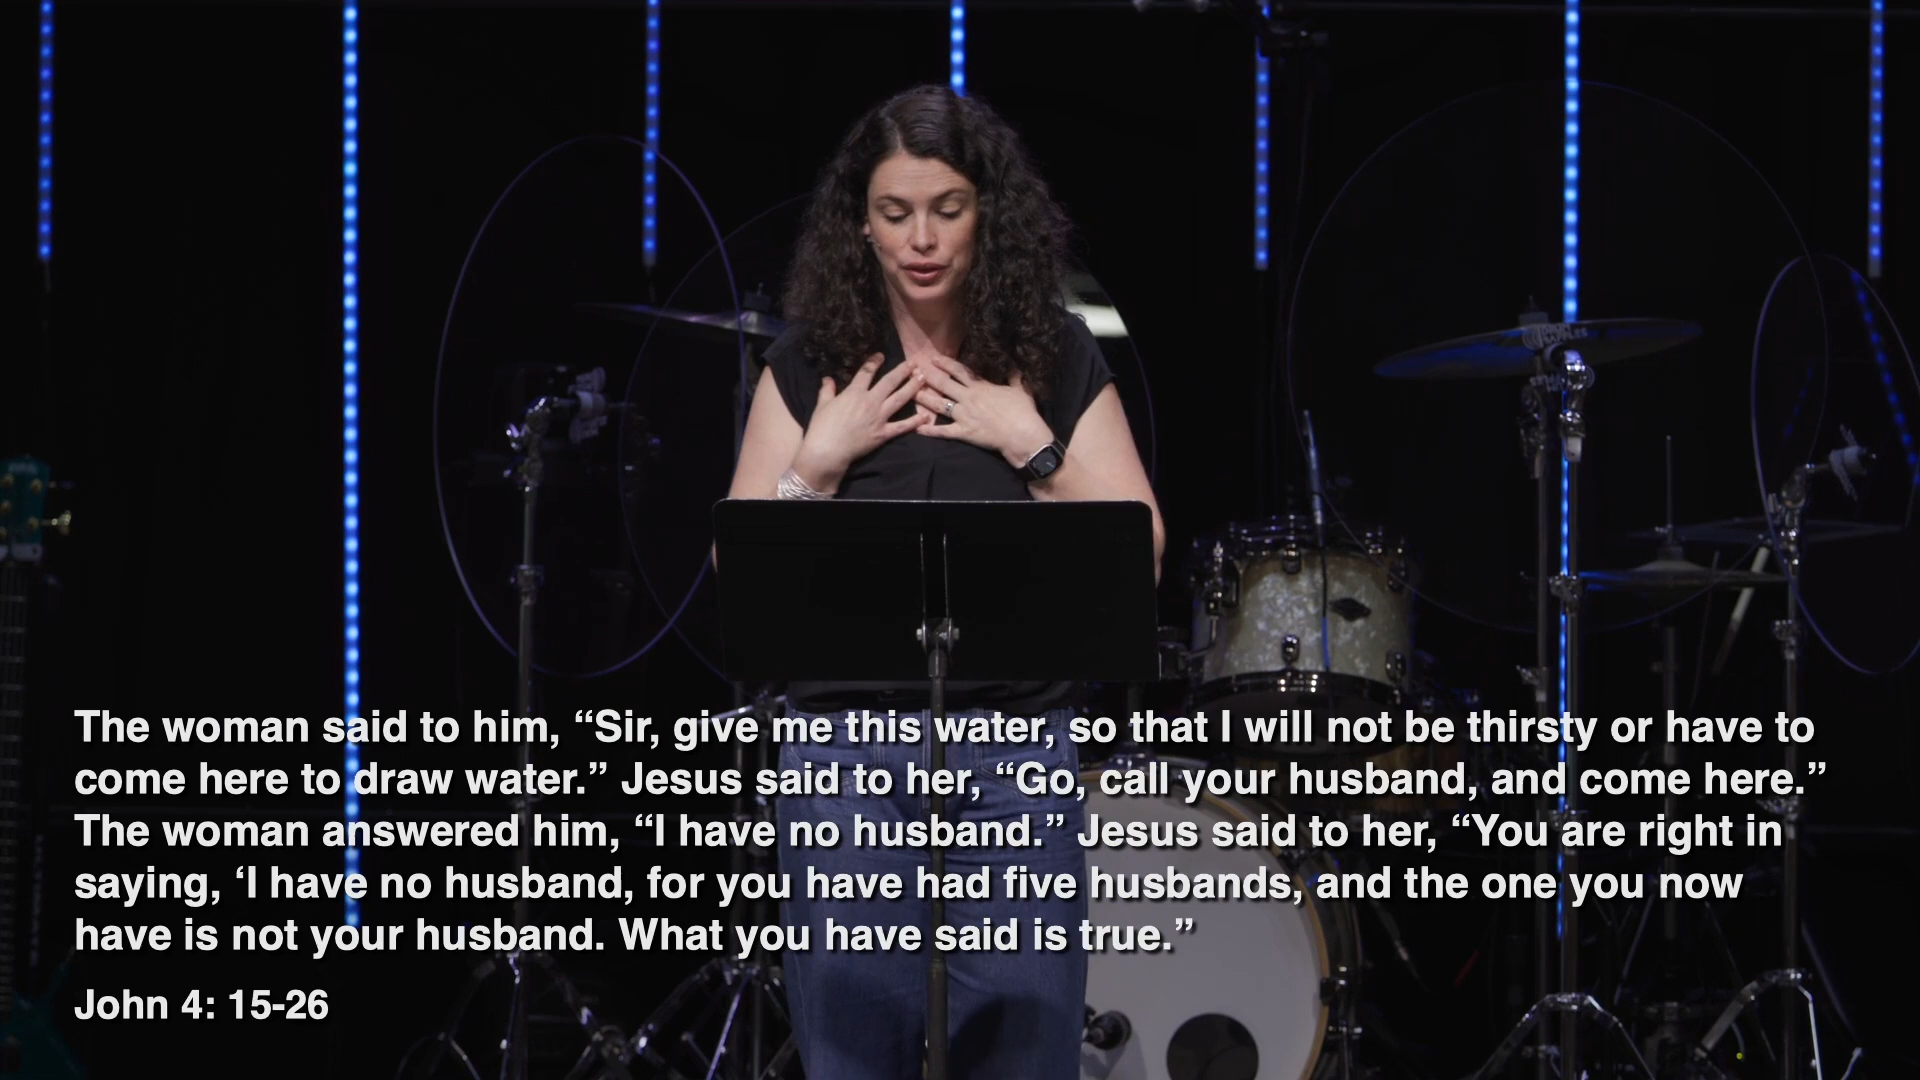 The woman said to him, “Sir, give me this water, so that I will not be thirsty or have to
come here to draw water.” Jesus said to her, “Go, call your husband, and come here.”
The woman answered him, “I have no husband.” Jesus said to her, “You are right in
saying, ‘I have no husband, for you have had five husbands, and the one you now
have is not your husband. What you have said is true.”
John 4: 15-26